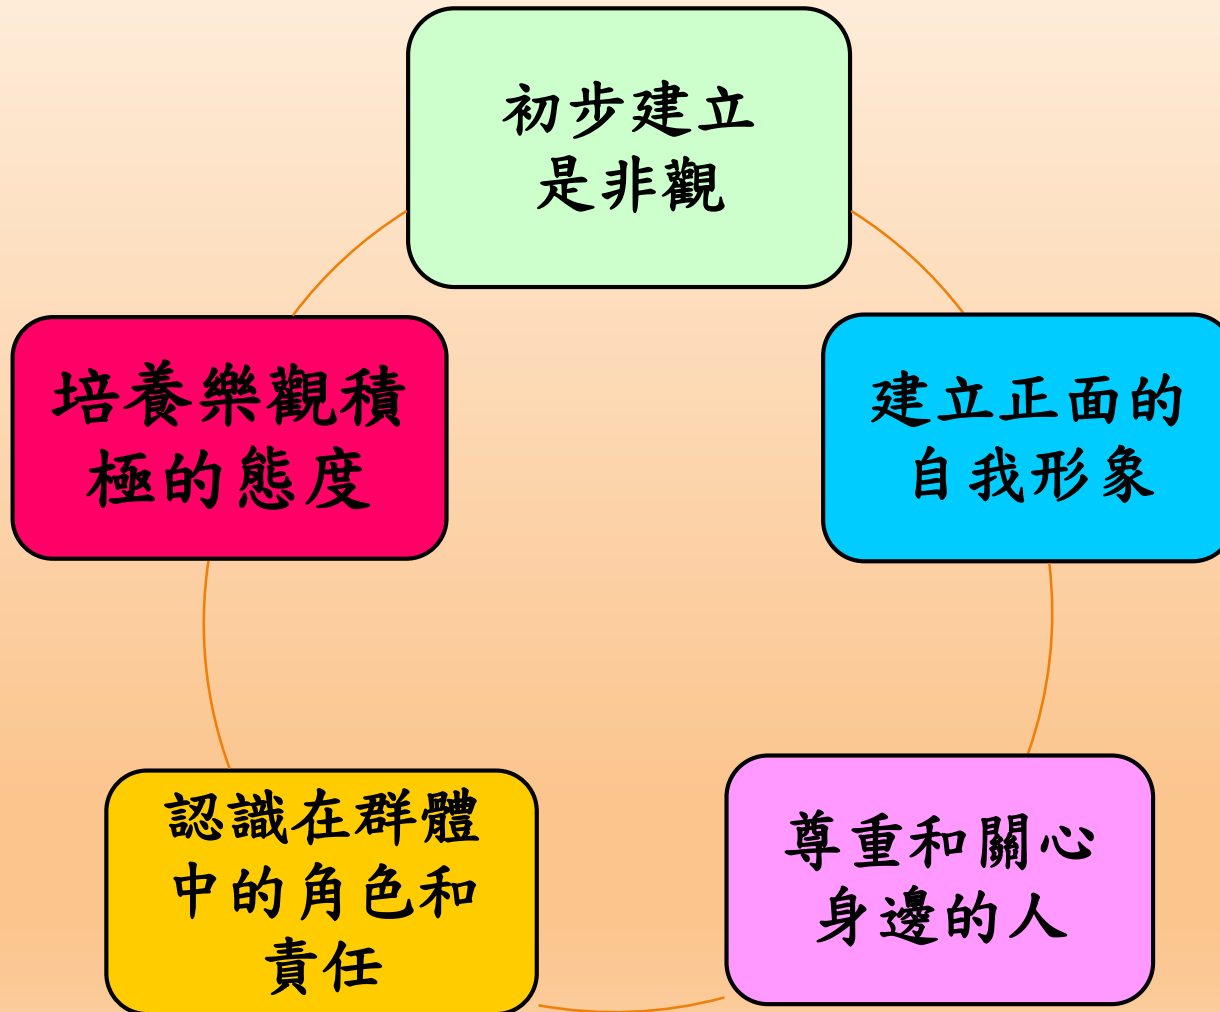 初步建立
是非觀
建立正面的
自我形象
尊重和關心
身邊的人
認識在群體
中的角色和
責任
培養樂觀積
極的態度